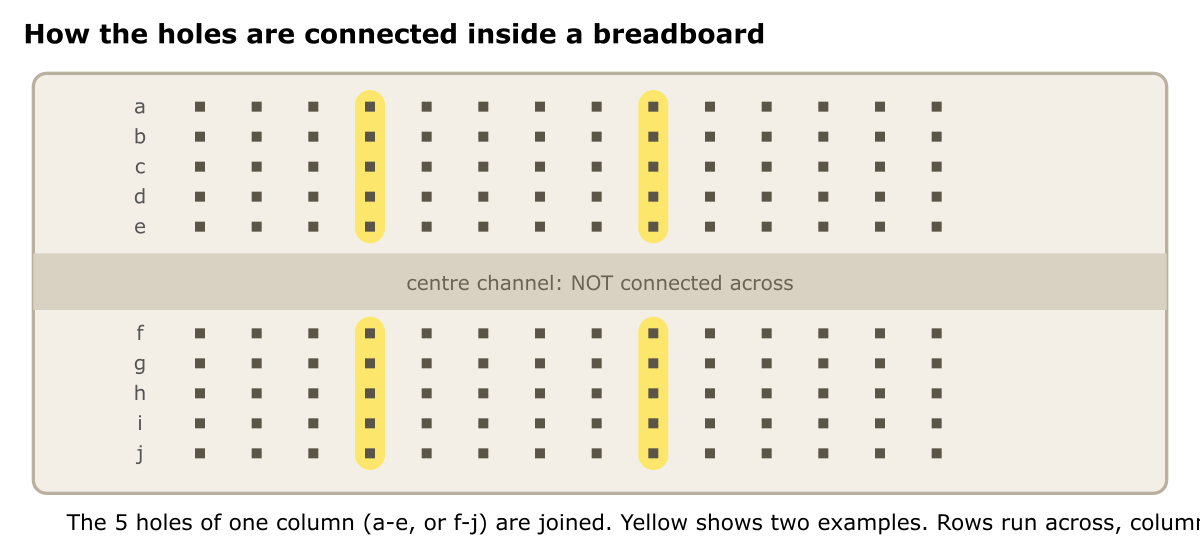 How the holes are connected inside a breadboard
a
b
c
d
e
centre channel: NOT connected across
f
g
h
i
j
The 5 holes of one column (a-e, or f-j) are joined. Yellow shows two examples. Rows run across,